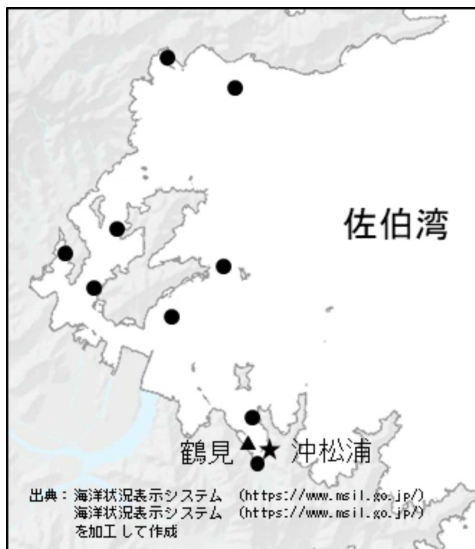 佐伯湾
鶴見▲★ 沖松浦
出典：海洋状況表示システム （https://www.msil.go.jp/）
海洋状況表示システム （https://www.msil.go.jp/）
を加工して作成